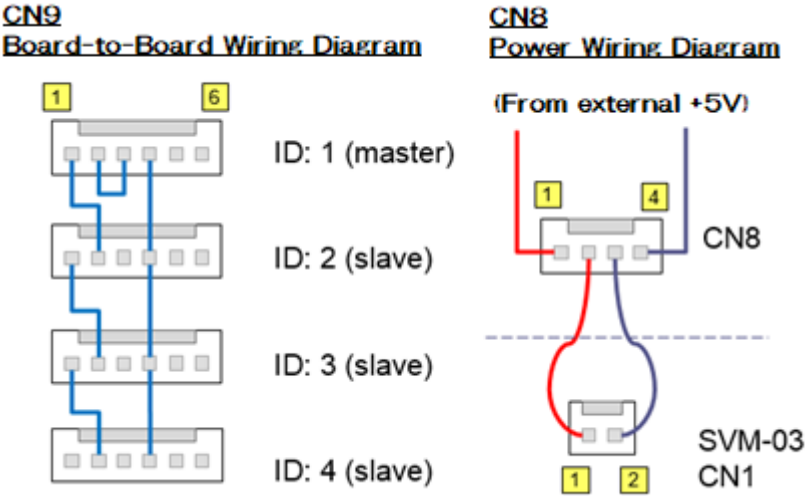 CN9
Board-to-Board Wiring Diagram
1
6
ID: 1 (master)
ID: 2 (slave)
ID: 3 (slave)
ID: 4 (slave)
CN8
Power Wiring Diagram
(From external +5V)
1
4
CN8
SVM-03
CN1
1
2